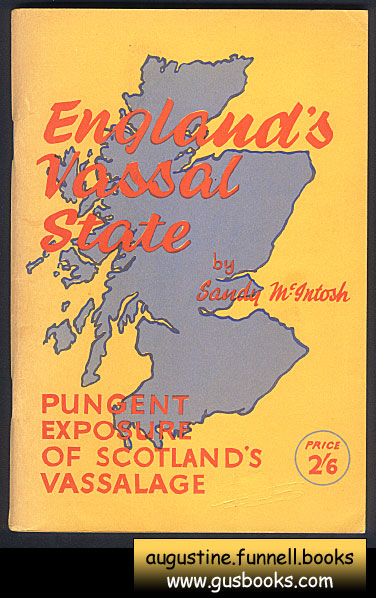 England's
Vassal
State
by
Sandy McIntosh
PUNGENT
EXPOSURE
OF SCOTLAND'S
VASSALAGE
PRICE
2/6
augustine.funnell.books
www.gusbooks.com